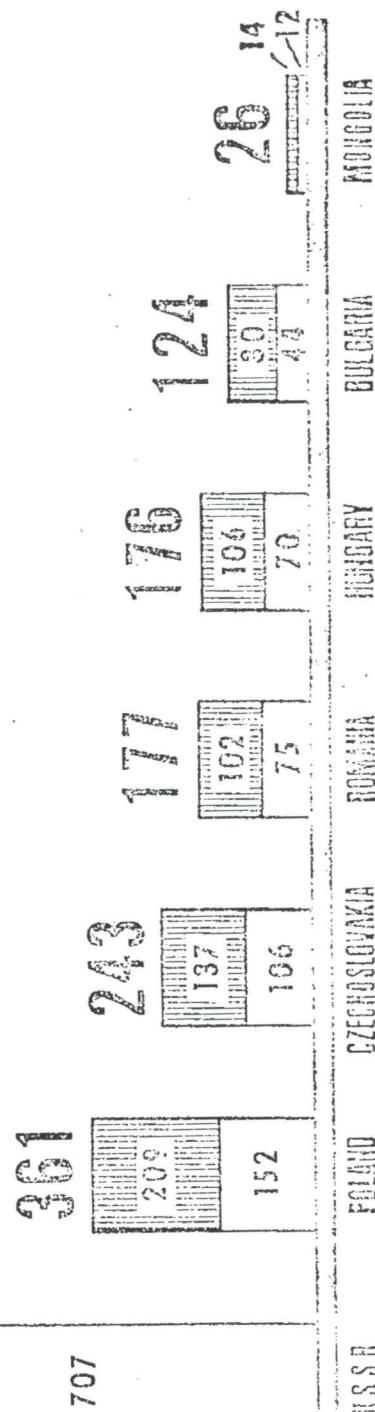 707
U S S R
361
209
152
POLAND
243
137
106
CZECHOSLOVAKIA
177
102
75
ROMANIA
176
106
70
HUNGARY
124
80
44
BULGARIA
26
14
12
MONGOLIA